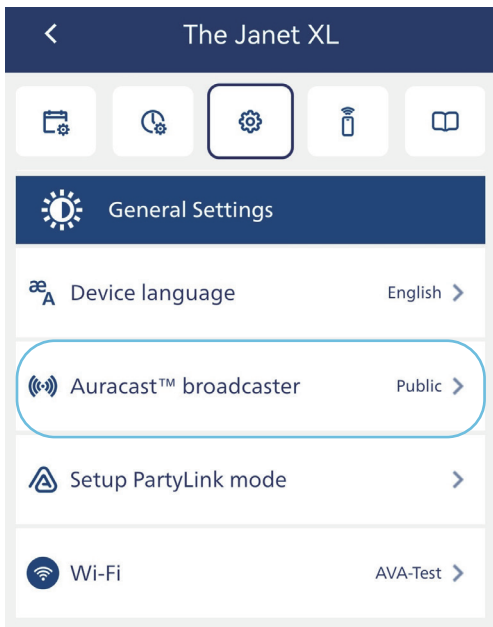 The Janet XL
General Settings
Device language English
Auracast™ broadcaster Public
Setup PartyLink mode
Wi-Fi AVA-Test